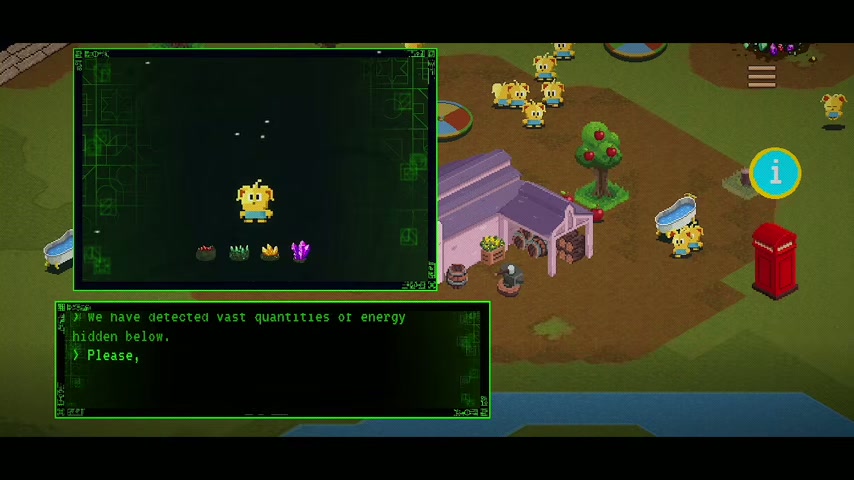 > We have detected vast quantities of energy
hidden below.
> Please,
i